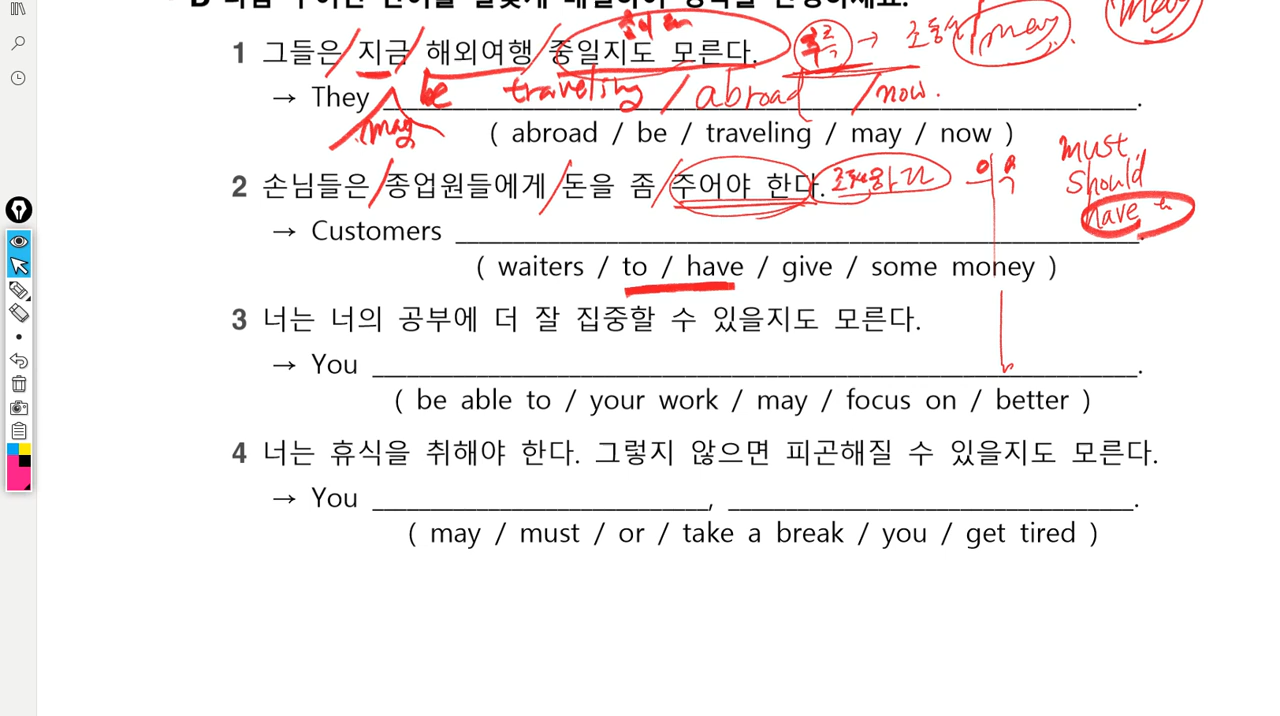 1 그들은 / 지금 / 해외여행 / 중일지도 모른다. 추측 → may may
→ They may be traveling / abroad / now.
( abroad / be / traveling / may / now )
2 손님들은 / 종업원들에게 / 돈을 좀 / 주어야 한다. 의무 must, should have to
→ Customers ____________.
( waiters / to / have / give / some money )
3 너는 너의 공부에 더 잘 집중할 수 있을지도 모른다.
→ You ____________.
( be able to / your work / may / focus on / better )
4 너는 휴식을 취해야 한다. 그렇지 않으면 피곤해질 수 있을지도 모른다.
→ You ____________, ____________.
( may / must / or / take a break / you / get tired )